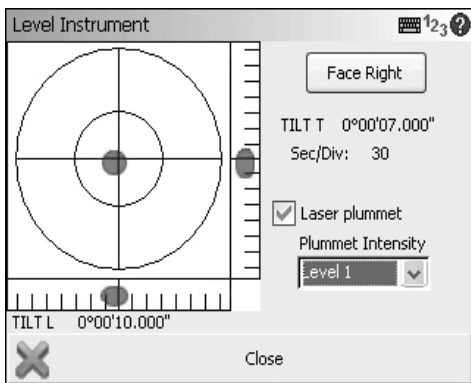 Level Instrument 123?
Face Right
TILT T 0°00'07.000"
Sec/Div: 30
Laser plummet
Plummet Intensity
Level 1
TILT L 0°00'10.000"
Close